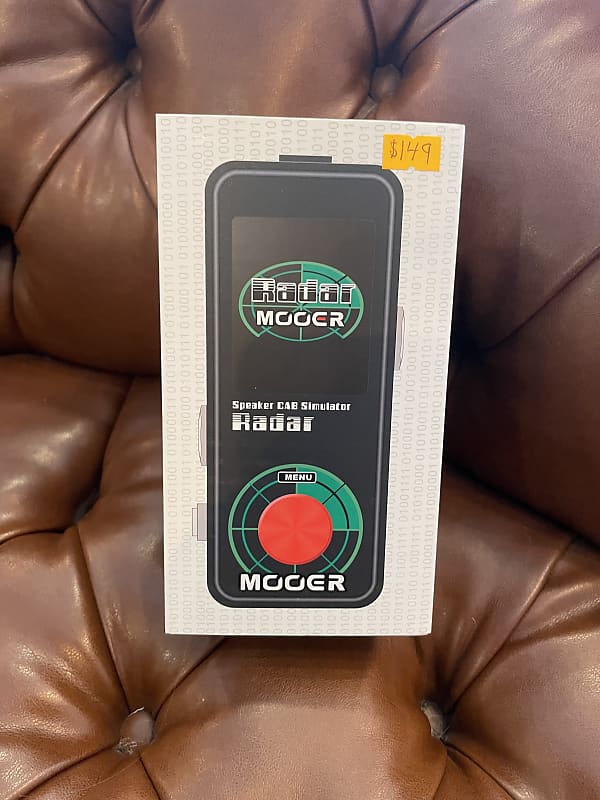 $149
Radar
MOOER
Speaker CAB Simulator
Radar
MENU
MOOER